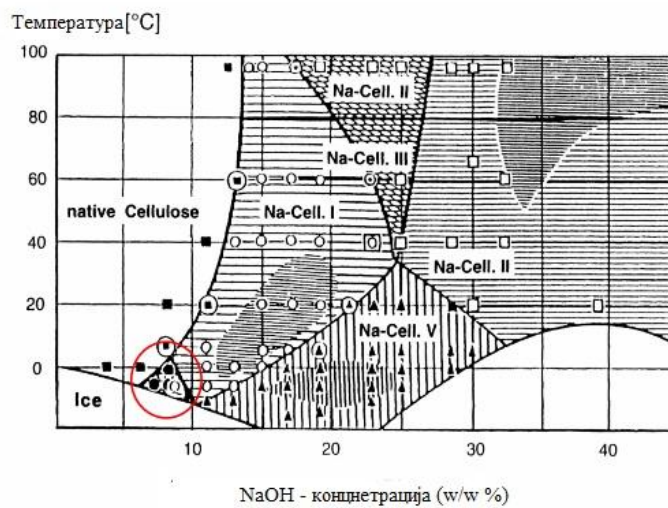 Температура[°C]
100
80
60
40
20
0
Na-Cell. II
Na-Cell. III
native Cellulose
Na-Cell. I
Na-Cell. II
Na-Cell. V
Ice
10
20
30
40
NaOH - концнетрација (w/w %)